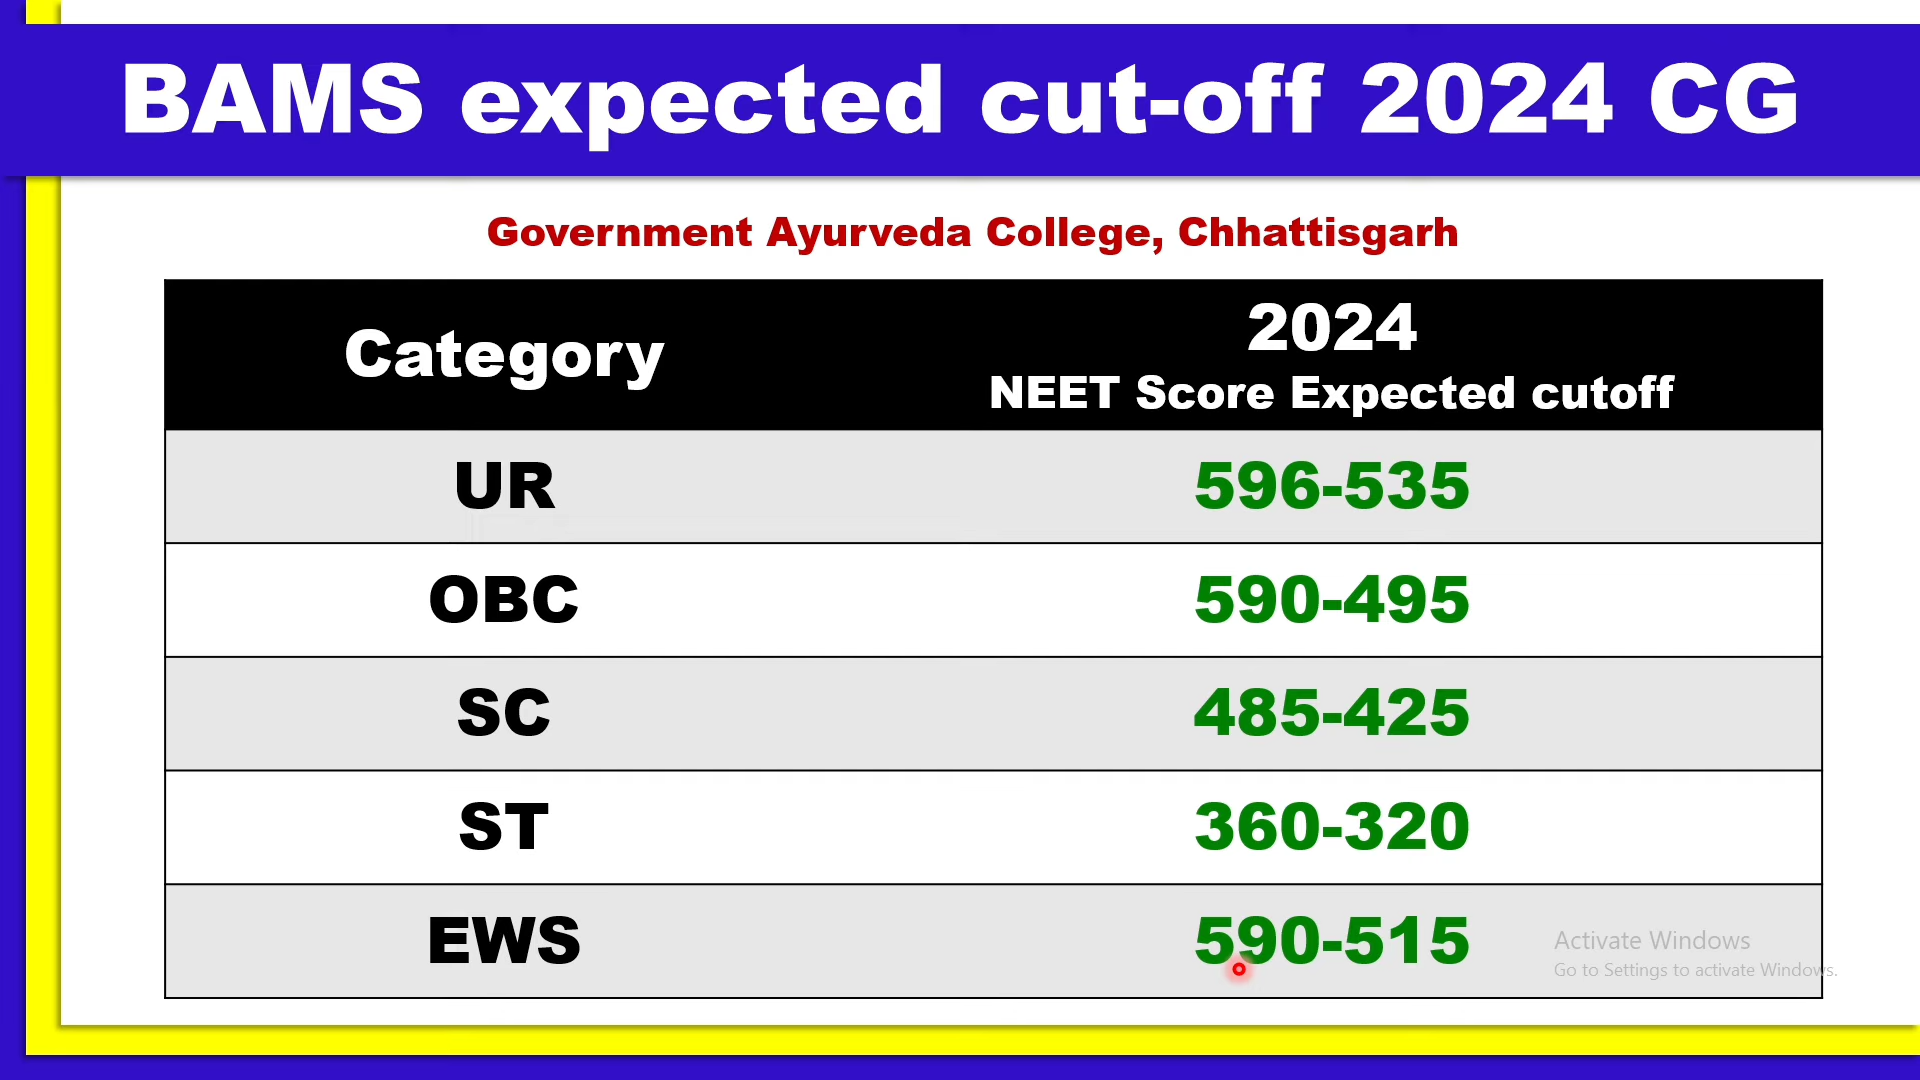 BAMS expected cut-off 2024 CG
Government Ayurveda College, Chhattisgarh
Category
2024
NEET Score Expected cutoff
UR 596-535
OBC 590-495
SC 485-425
ST 360-320
EWS 590-515
Activate Windows
Go to Settings to activate Windows.